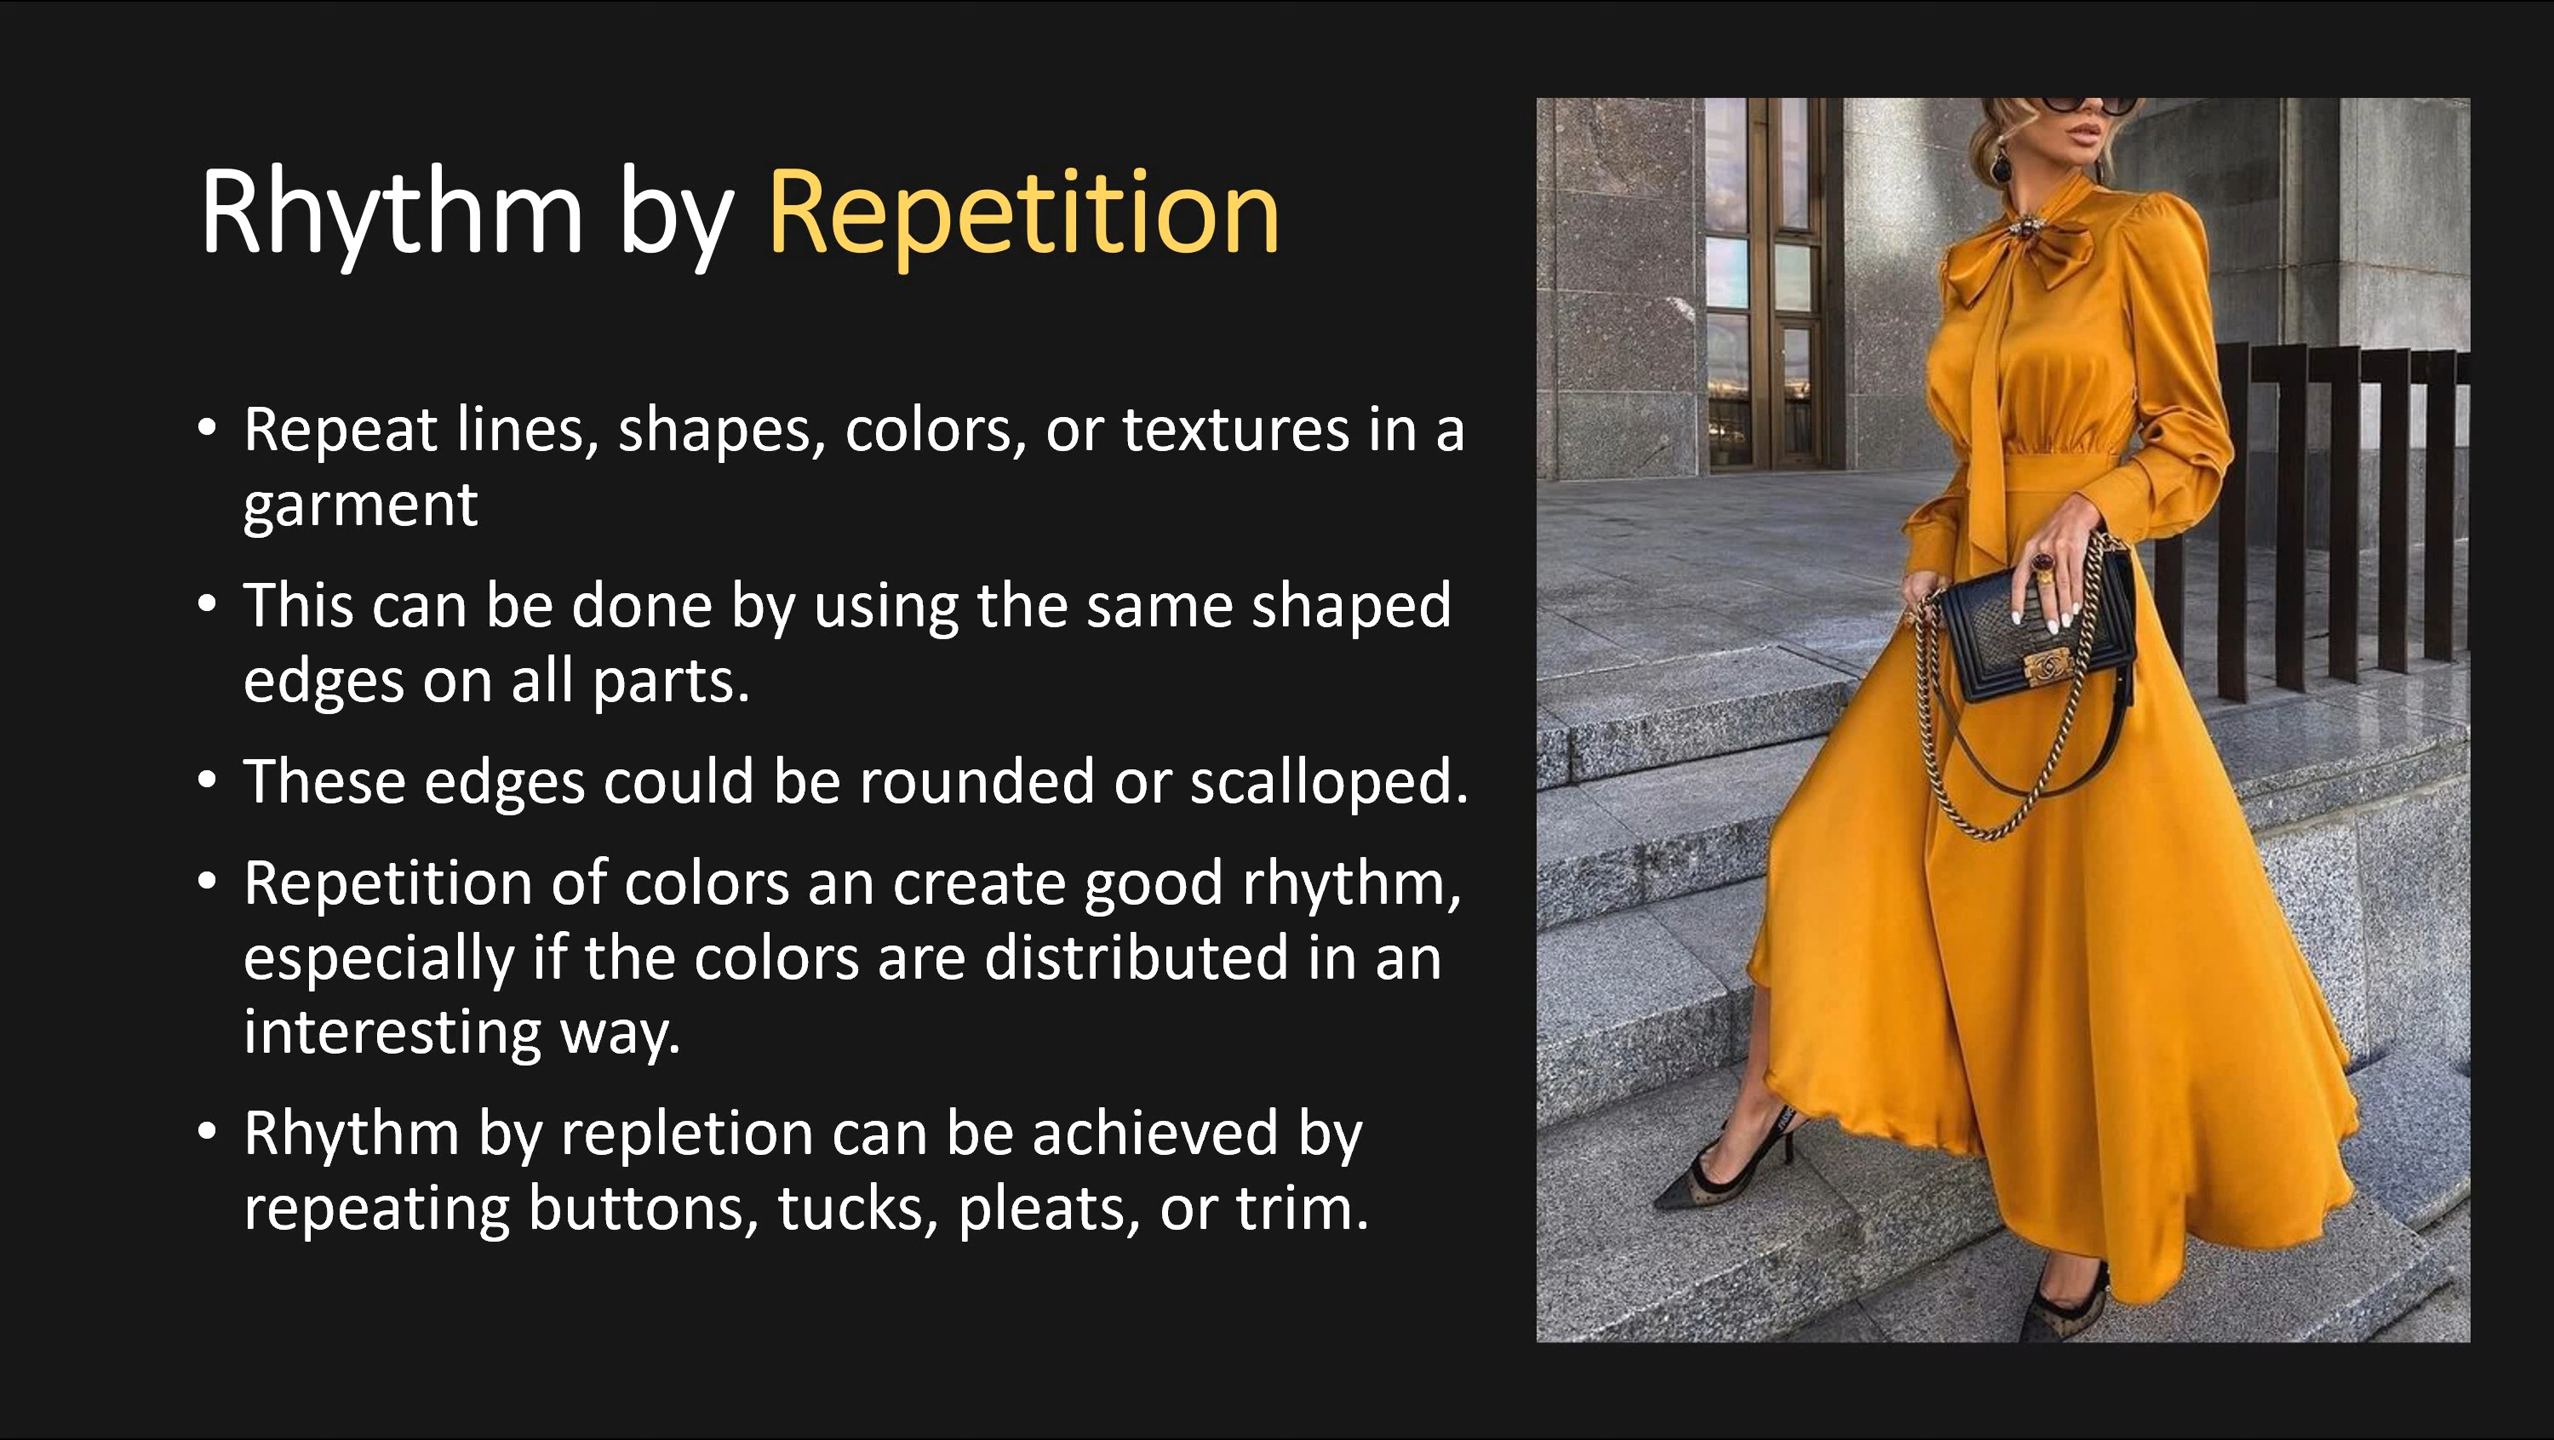 Rhythm by Repetition
• Repeat lines, shapes, colors, or textures in a
garment
• This can be done by using the same shaped
edges on all parts.
• These edges could be rounded or scalloped.
• Repetition of colors an create good rhythm,
especially if the colors are distributed in an
interesting way.
• Rhythm by repletion can be achieved by
repeating buttons, tucks, pleats, or trim.